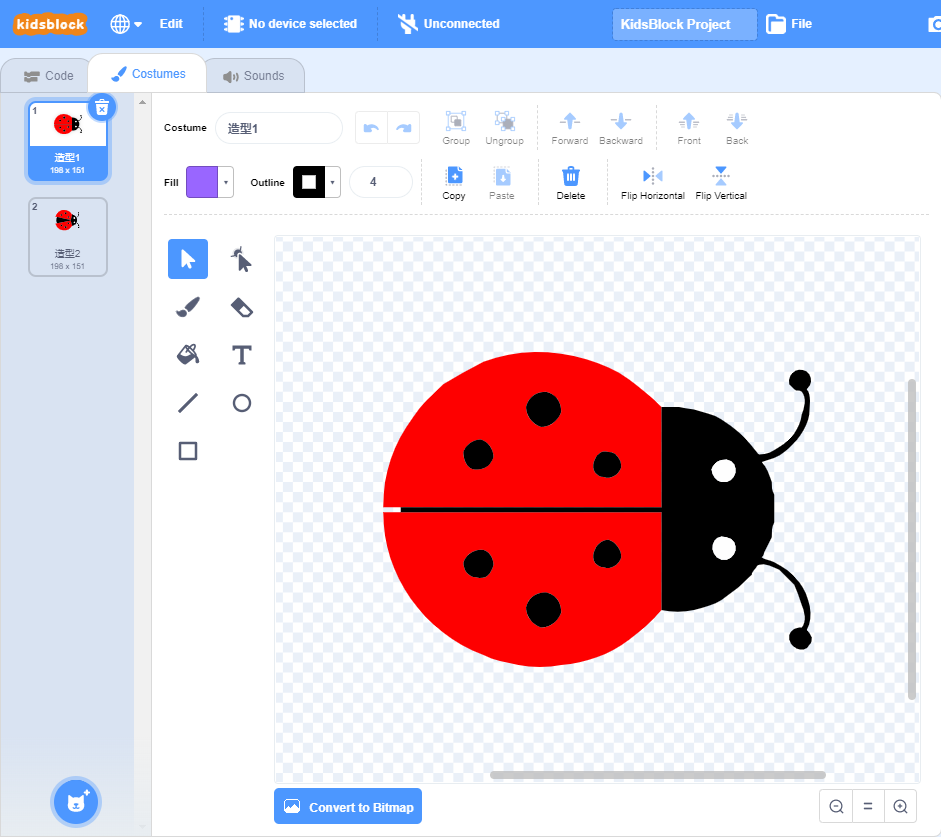 kidsblock Edit No device selected Unconnected KidsBlock Project File
Code Costumes Sounds
1
造型1
198 x 151
2
造型2
198 x 151
Costume 造型1 Group Ungroup Forward Backward Front Back
Fill Outline 4 Copy Paste Delete Flip Horizontal Flip Vertical
T
Convert to Bitmap